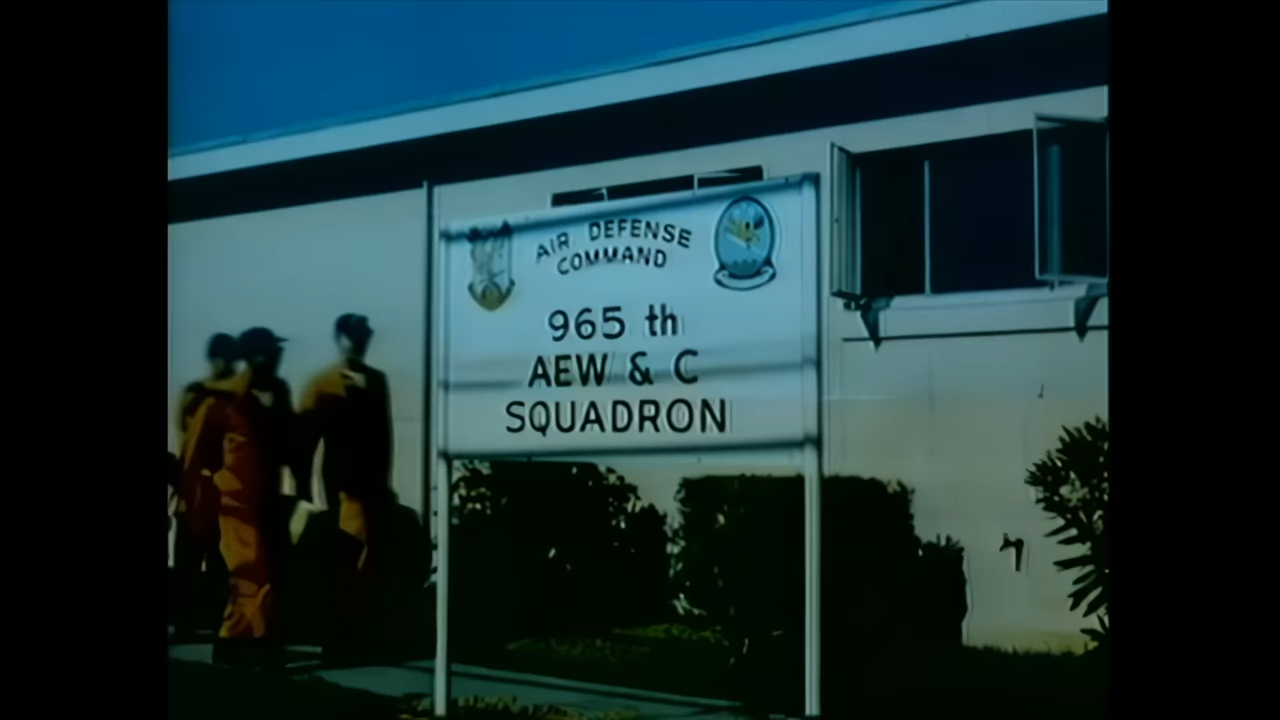 AIR DEFENSE
COMMAND
965 th
AEW & C
SQUADRON